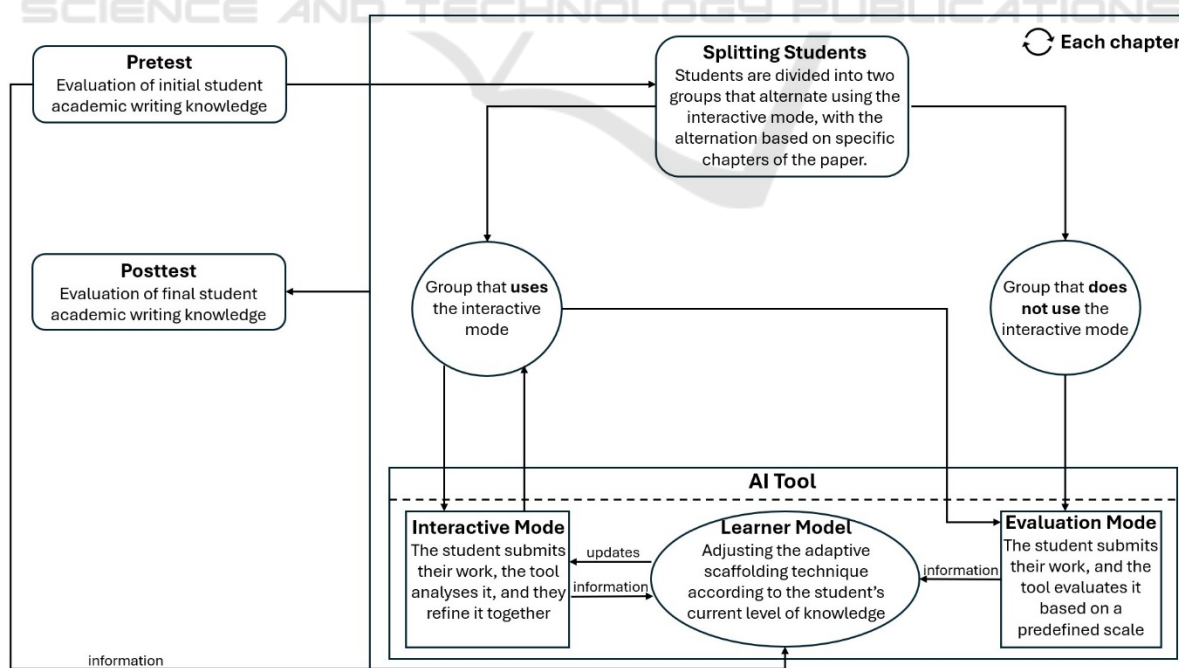 SCIENCE AND TECHNOLOGY PUBLICATIONS
Each chapter
Pretest
Evaluation of initial student
academic writing knowledge
Splitting Students
Students are divided into two
groups that alternate using the
interactive mode, with the
alternation based on specific
chapters of the paper.
Posttest
Evaluation of final student
academic writing knowledge
Group that uses
the interactive
mode
Group that does
not use the
interactive mode
AI Tool
Interactive Mode
The student submits
their work, the tool
analyses it, and they
refine it together
updates
information
Learner Model
Adjusting the adaptive
scaffolding technique
according to the student’s
current level of knowledge
information
Evaluation Mode
The student submits
their work, and the
tool evaluates it
based on a
predefined scale
information